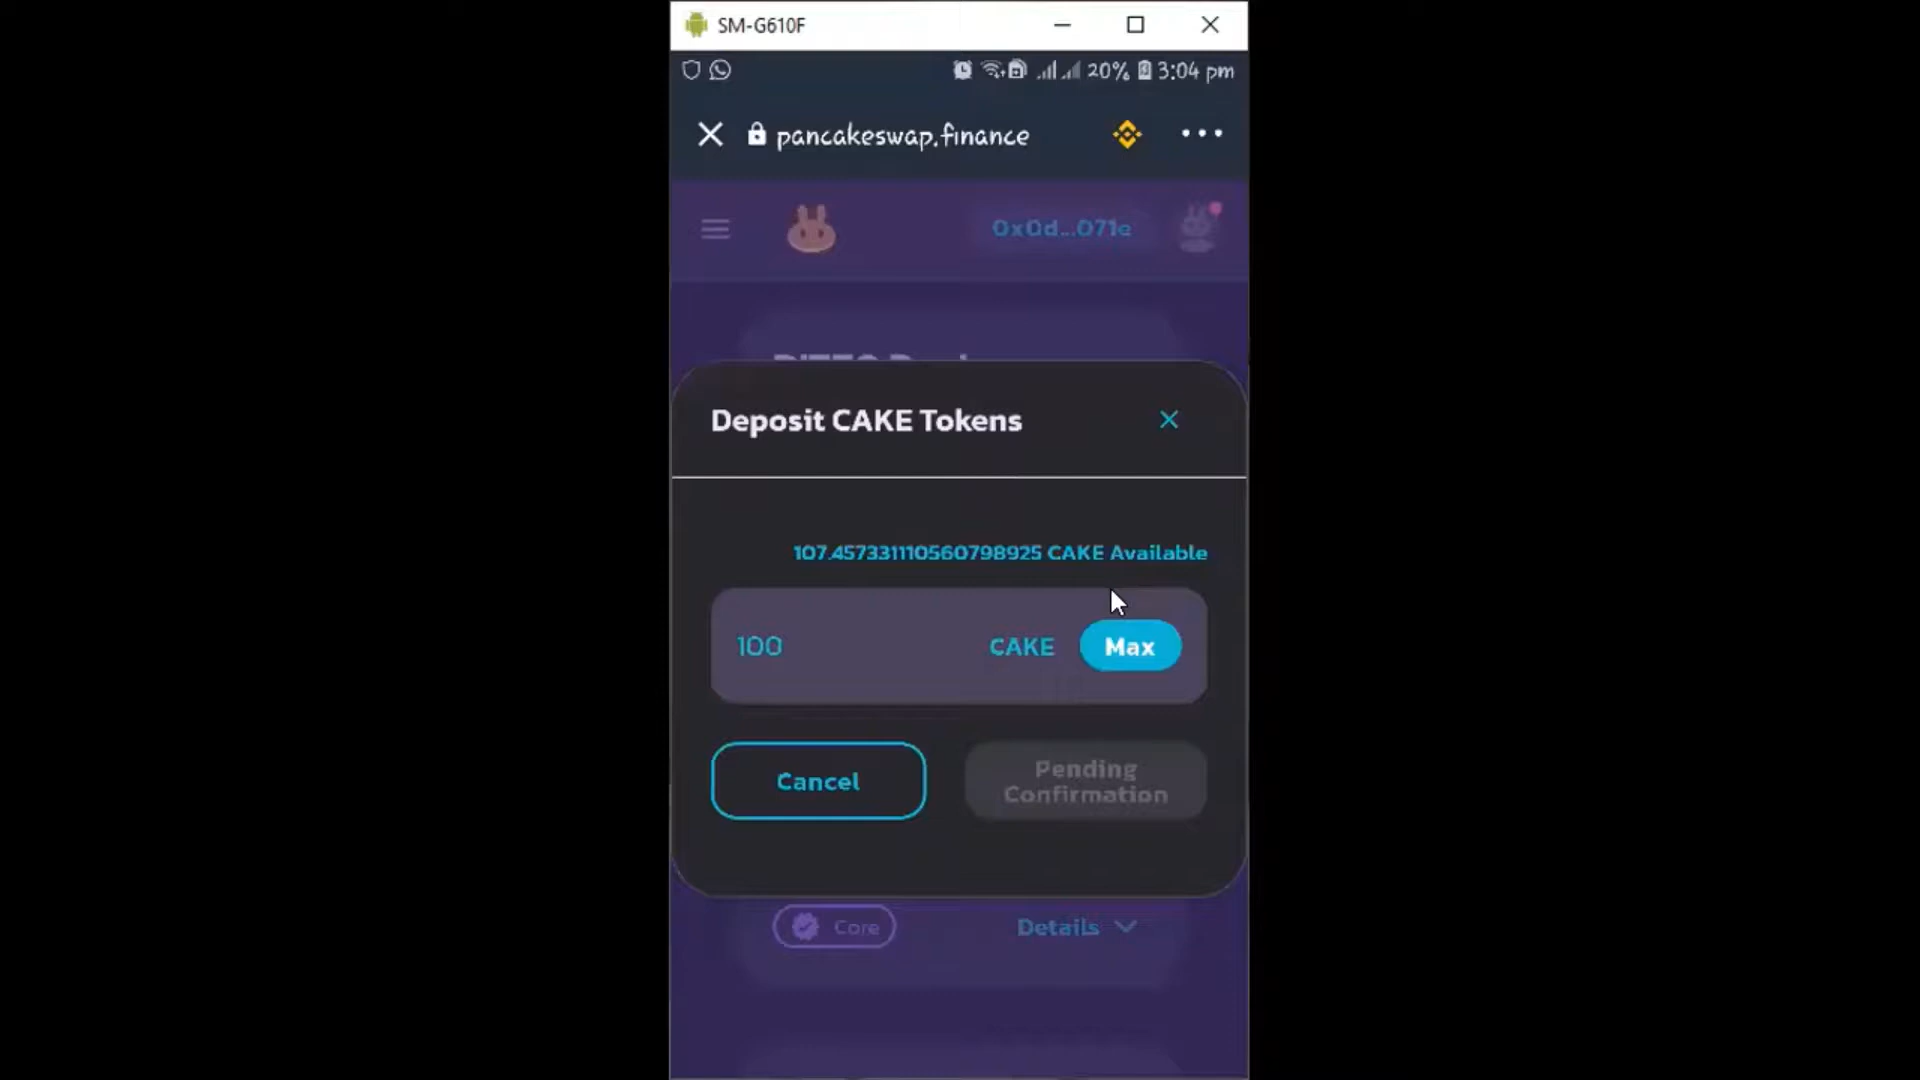 SM-G610F
20% 3:04 pm
pancakeswap.finance
0x0d...071e
Deposit CAKE Tokens
107.457331110560798925 CAKE Available
100 CAKE Max
Cancel
Pending
Confirmation
Core
Details